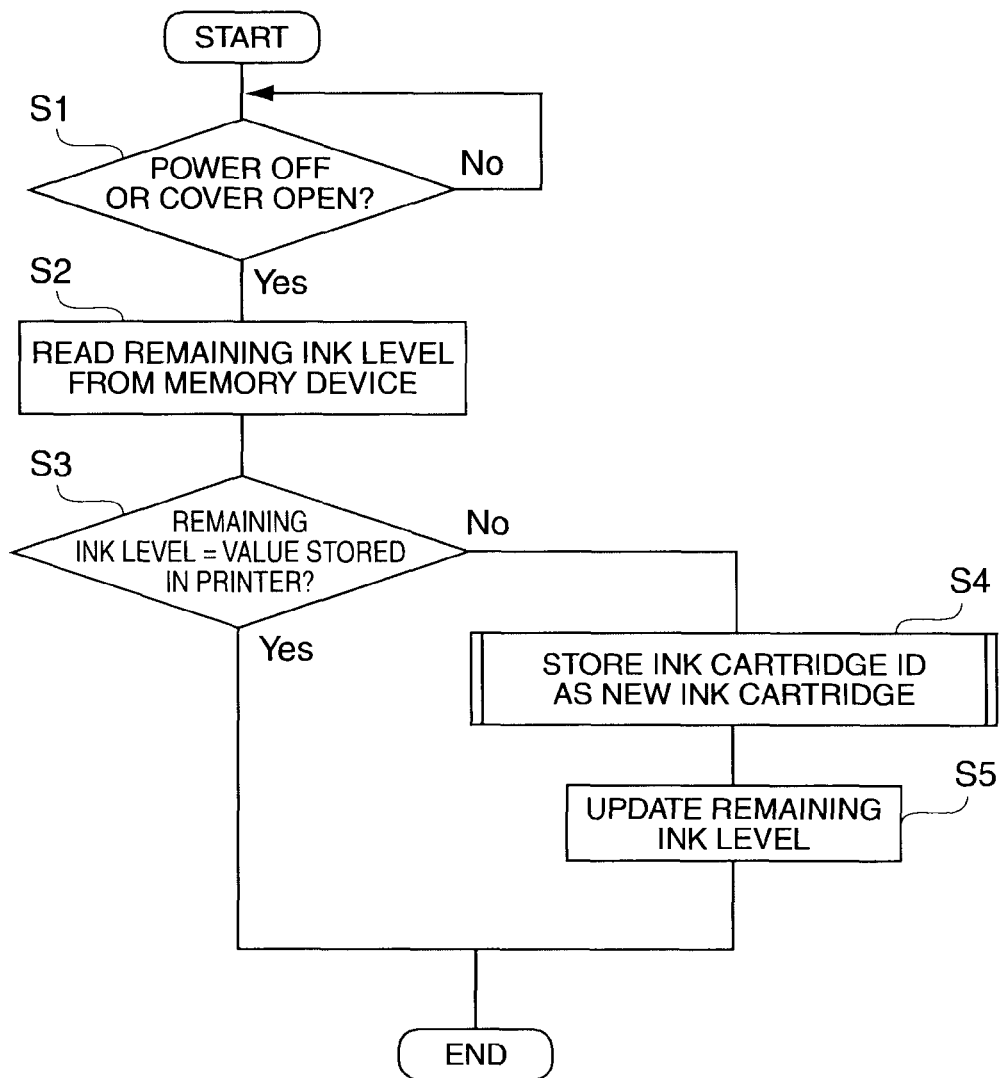 START
S1
POWER OFF
OR COVER OPEN?
No
Yes
S2
READ REMAINING INK LEVEL
FROM MEMORY DEVICE
S3
REMAINING
INK LEVEL = VALUE STORED
IN PRINTER?
No
Yes
S4
STORE INK CARTRIDGE ID
AS NEW INK CARTRIDGE
S5
UPDATE REMAINING
INK LEVEL
END